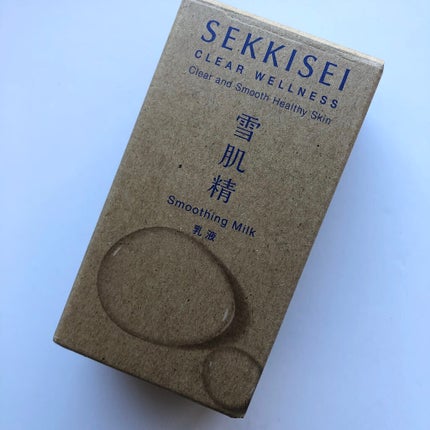 SEKKISEI
CLEAR WELLNESS
Clear and Smooth Healthy Skin
雪肌精
Smoothing Milk
乳液